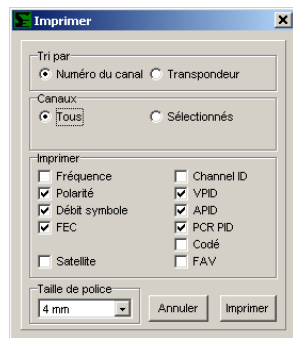 Imprimer
Tri par
Numéro du canal Transpondeur
Canaux
Tous Sélectionnés
Imprimer
Fréquence Channel ID
Polarité VPID
Débit symbole APID
FEC PCR PID
Codé
Satellite FAV
Taille de police
4 mm Annuler Imprimer